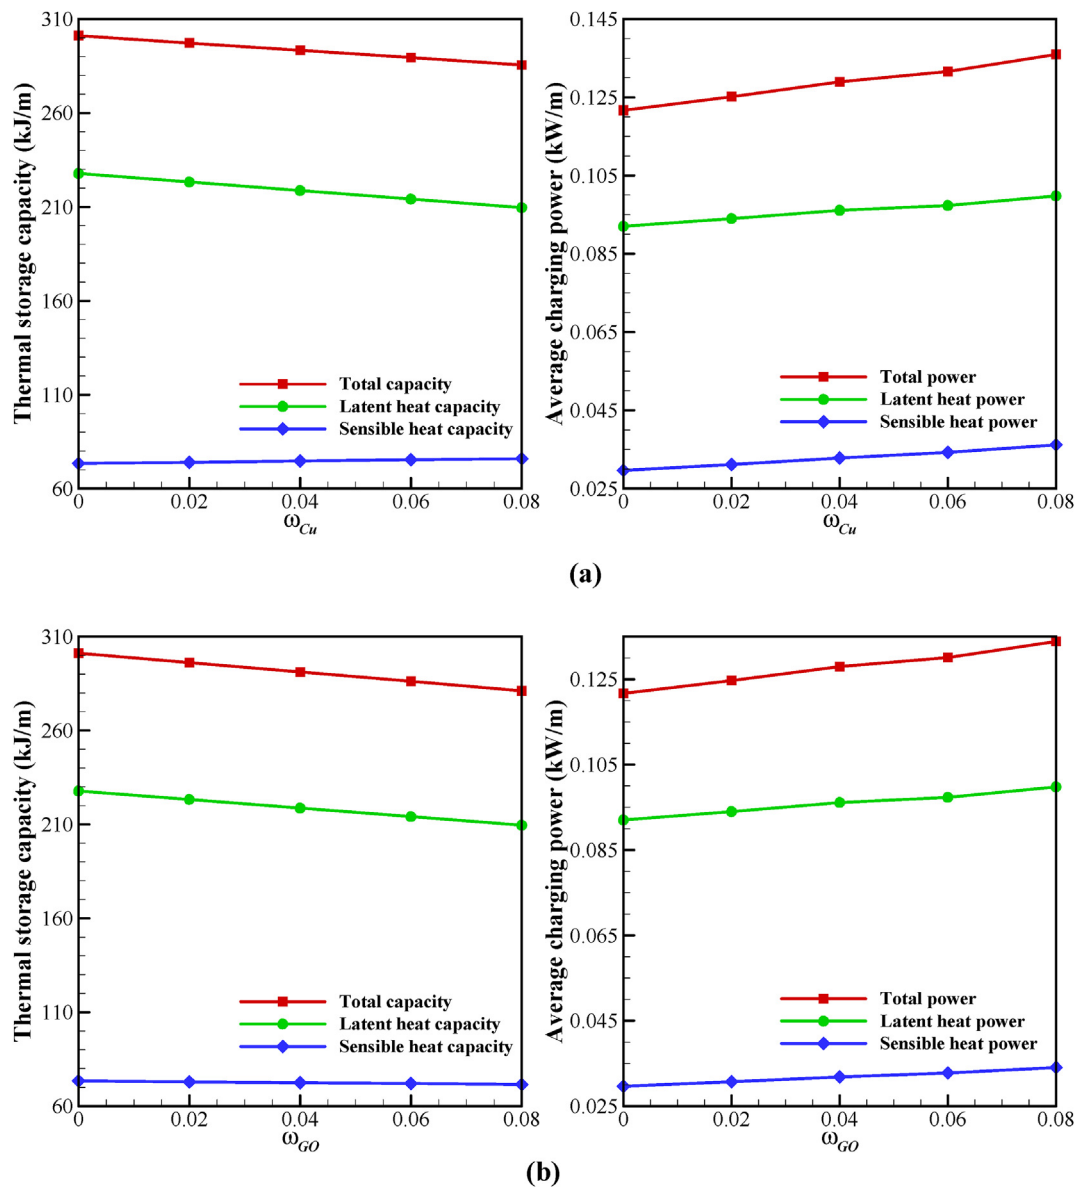 310
260
210
160
110
60
Thermal storage capacity (kJ/m)
Total capacity
Latent heat capacity
Sensible heat capacity
0 0.02 0.04 0.06 0.08
ωCu
0.145
0.125
0.105
0.085
0.065
0.045
0.025
Average charging power (kW/m)
Total power
Latent heat power
Sensible heat power
0 0.02 0.04 0.06 0.08
ωCu
(a)
310
260
210
160
110
60
Thermal storage capacity (kJ/m)
Total capacity
Latent heat capacity
Sensible heat capacity
0 0.02 0.04 0.06 0.08
ωGO
0.125
0.105
0.085
0.065
0.045
0.025
Average charging power (kW/m)
Total power
Latent heat power
Sensible heat power
0 0.02 0.04 0.06 0.08
ωGO
(b)